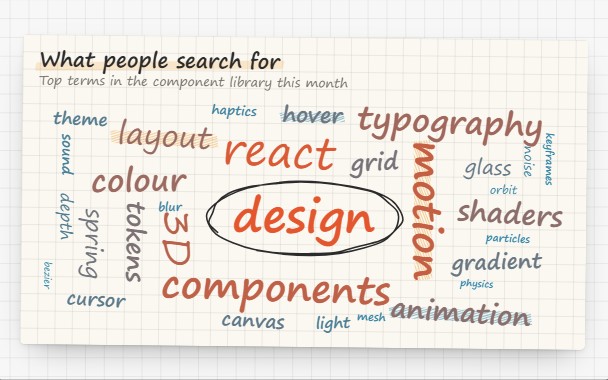 What people search for
Top terms in the component library this month
haptics
theme
hover
typography
layout
react
sound
keyframes
noise
grid
glass
motion
colour
orbit
depth
spring
tokens
blur
3D
design
shaders
particles
gradient
bezier
components
physics
cursor
canvas
light
mesh
animation